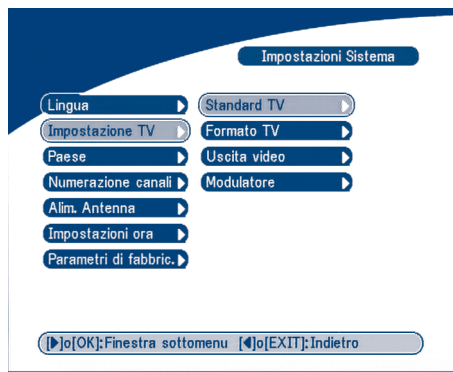 Impostazioni Sistema
Lingua
Impostazione TV
Paese
Numerazione canali
Alim. Antenna
Impostazioni ora
Parametri di fabbric.
Standard TV
Formato TV
Uscita video
Modulatore
[▶]o[OK]:Finestra sottomenu [◀]o[EXIT]:Indietro